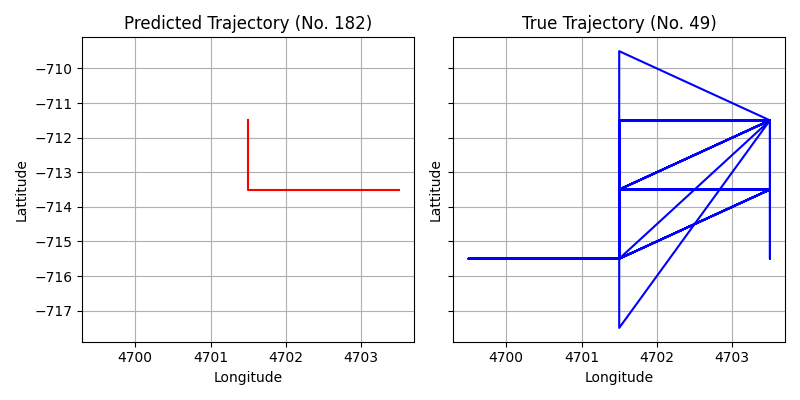 Predicted Trajectory (No. 182)
Lattitude
−710
−711
−712
−713
−714
−715
−716
−717
4700
4701
4702
4703
Longitude
True Trajectory (No. 49)
Lattitude
4700
4701
4702
4703
Longitude